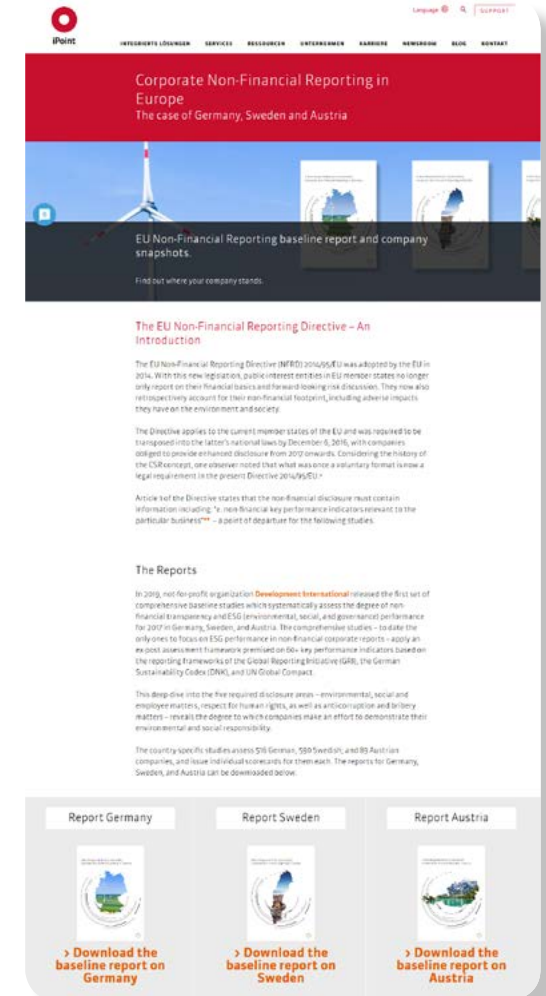 Language
SUPPORT
iPoint
INTEGRIERTE LÖSUNGEN SERVICES RESSOURCEN UNTERNEHMEN KARRIERE NEWSROOM BLOG KONTAKT
Corporate Non-Financial Reporting in
Europe
The case of Germany, Sweden and Austria
EU Non-Financial Reporting baseline report and company
snapshots.
Find out where your company stands.
The EU Non-Financial Reporting Directive – An
Introduction
The EU Non-Financial Reporting Directive (NFRD) 2014/95/EU was adopted by the EU in
2014. With this new legislation, public interest entities in EU member states no longer
only report on their financial basics and forward-looking risk discussion. They now also
retrospectively account for their non-financial footprint, including adverse impacts
they have on the environment and society.
The Directive applies to the current member states of the EU and was required to be
transposed into the latter's national laws by December 6, 2016, with companies
obliged to provide enhanced disclosure from 2017 onwards. Considering the history of
the CSR concept, one observer noted that what was once a voluntary format is now a
legal requirement in the present Directive 2014/95/EU.*
Article 1 of the Directive states that the non-financial disclosure must contain
information including: "e. non-financial key performance indicators relevant to the
particular business"** – a point of departure for the following studies.
The Reports
In 2019, not-for-profit organization Development International released the first set of
comprehensive baseline studies which systematically assess the degree of non-
financial transparency and ESG (environmental, social, and governance) performance
for 2017 in Germany, Sweden, and Austria. The comprehensive studies – to date the
only ones to focus on ESG performance in non-financial corporate reports – apply an
ex post assessment framework premised on 60+ key performance indicators based on
the reporting frameworks of the Global Reporting Initiative (GRI), the German
Sustainability Codex (DNK), and UN Global Compact.
This deep-dive into the five required disclosure areas – environmental, social and
employee matters, respect for human rights, as well as anticorruption and bribery
matters – reveals the degree to which companies make an effort to demonstrate their
environmental and social responsibility.
The country-specific studies assess 516 German, 590 Swedish, and 89 Austrian
companies, and issue individual scorecards for them each. The reports for Germany,
Sweden, and Austria can be downloaded below.
Report Germany Report Sweden Report Austria
> Download the > Download the > Download the
baseline report on baseline report on baseline report on
Germany Sweden Austria